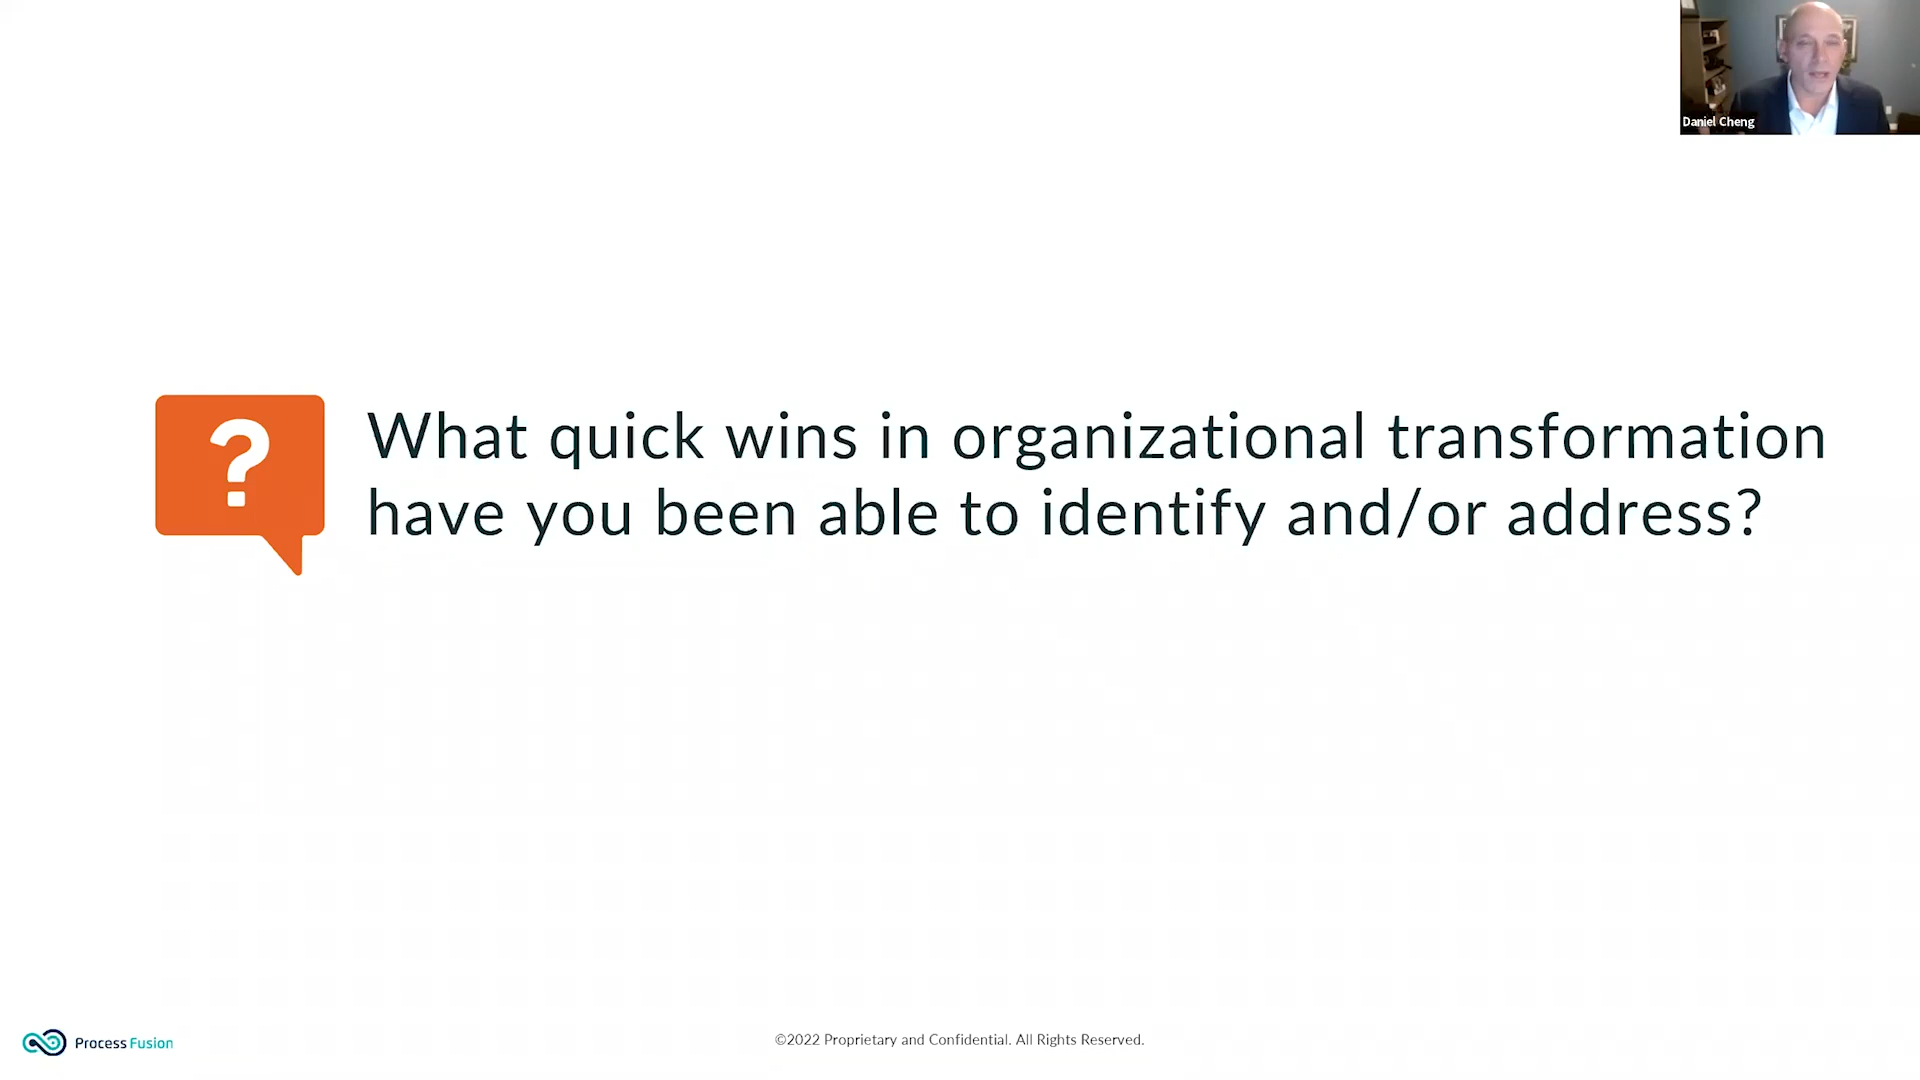 Daniel Cheng
?
What quick wins in organizational transformation
have you been able to identify and/or address?
Process Fusion
©2022 Proprietary and Confidential. All Rights Reserved.